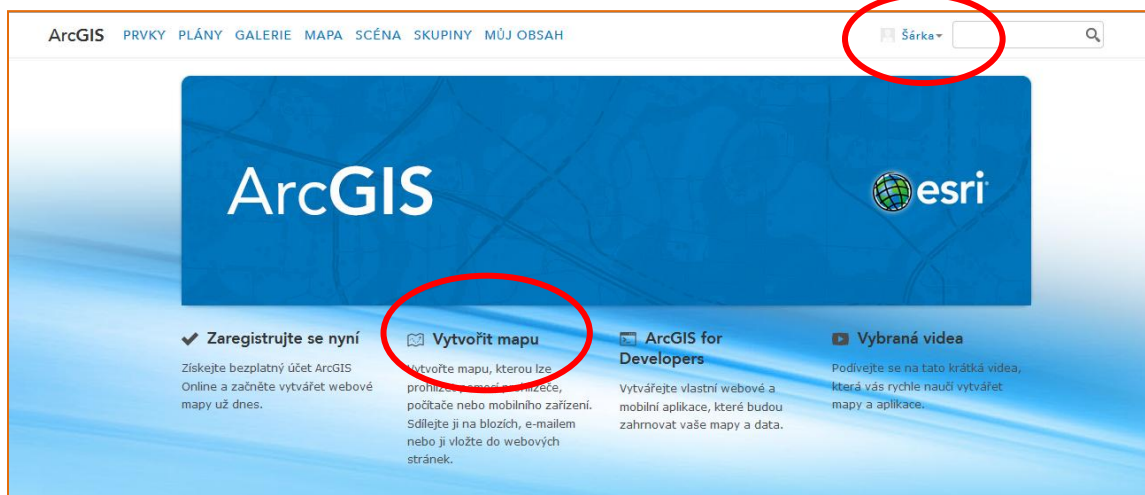 ArcGIS PRVKY PLÁNY GALERIE MAPA SCÉNA SKUPINY MŮJ OBSAH Šárka
ArcGIS
esri
Zaregistrujte se nyní
Získejte bezplatný účet ArcGIS
Online a začněte vytvářet webové
mapy už dnes.
Vytvořit mapu
Vytvořte mapu, kterou lze
prohlížet pomocí prohlížeče,
počítače nebo mobilního zařízení.
Sdílejte ji na blozích, e-mailem
nebo ji vložte do webových
stránek.
ArcGIS for
Developers
Vytvářejte vlastní webové a
mobilní aplikace, které budou
zahrnovat vaše mapy a data.
Vybraná videa
Podívejte se na tato krátká videa,
která vás rychle naučí vytvářet
mapy a aplikace.